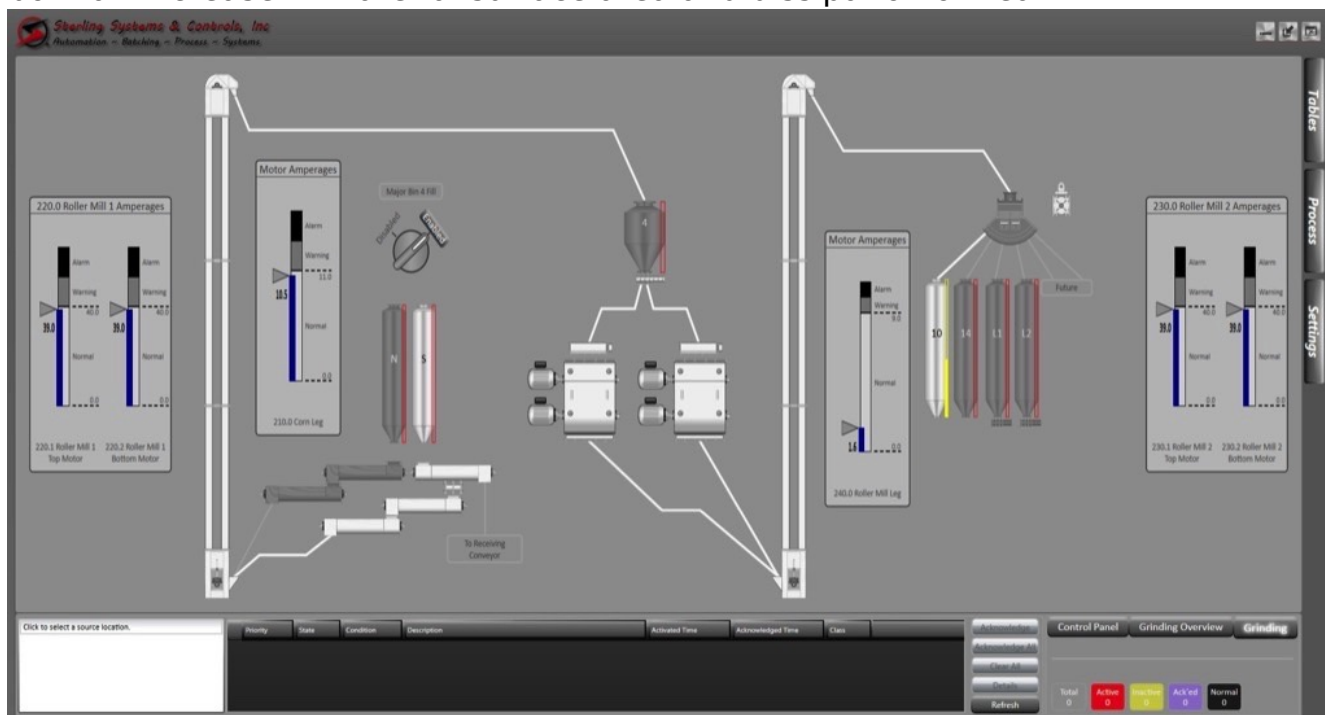 Sterling Systems & Controls, Inc
Automation ~ Batching ~ Process ~ Systems
Tables
Process
Settings
220.0 Roller Mill 1 Amperages
Alarm
Alarm
Warning
Warning
40.0
40.0
39.0
39.0
Normal
Normal
0.0
0.0
220.1 Roller Mill 1
Top Motor
220.2 Roller Mill 1
Bottom Motor
Motor Amperages
Alarm
Warning
11.0
10.5
Normal
0.0
210.0 Corn Leg
Major Bin 4 Fill
Disabled
N
S
To Receiving
Conveyor
4
Motor Amperages
Alarm
Warning
9.0
Normal
1.6
0.0
240.0 Roller Mill Leg
10
14
L1
L2
Future
230.0 Roller Mill 2 Amperages
Alarm
Alarm
Warning
Warning
40.0
40.0
39.0
39.0
Normal
Normal
0.0
0.0
230.1 Roller Mill 2
Top Motor
230.2 Roller Mill 2
Bottom Motor
Click to select a source location.
Priority State Condition Description Activated Time Acknowledged Time Class
Acknowledge
Acknowledge All
Clear All
Details
Refresh
Control Panel Grinding Overview Grinding
Total Active Inactive Ack'ed Normal
0 0 0 0 0